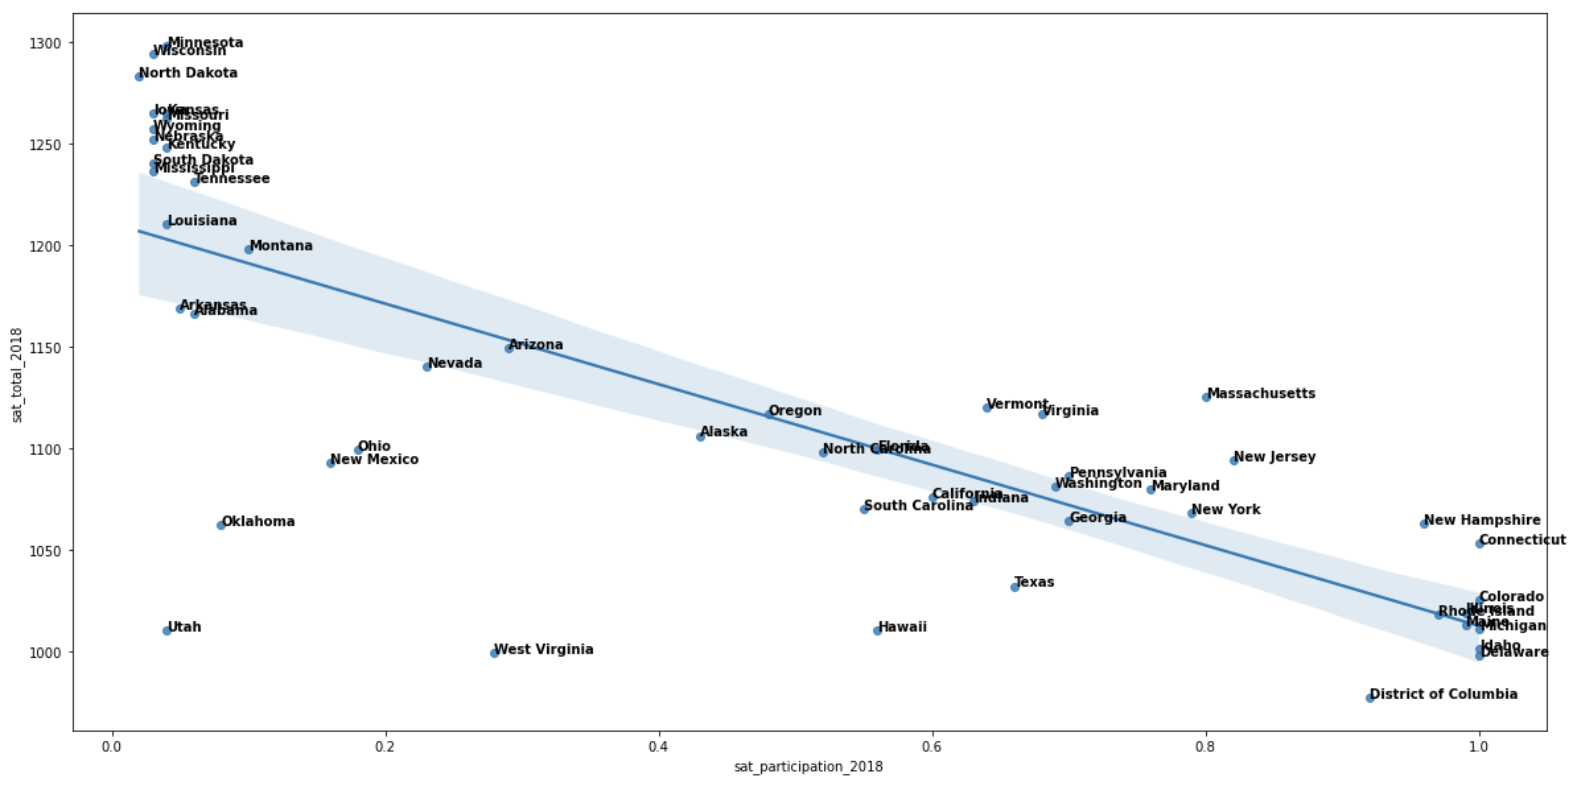 1300
1250
1200
1150
1100
1050
1000
sat_total_2018
Minnesota
Wisconsin
North Dakota
Iowa
Kansas
Missouri
Wyoming
Nebraska
Kentucky
South Dakota
Mississippi
Tennessee
Louisiana
Montana
Arkansas
Alabama
Arizona
Nevada
Massachusetts
Vermont
Virginia
Oregon
Alaska
Ohio
North Carolina
Florida
New Mexico
New Jersey
Pennsylvania
Washington
Maryland
California
Indiana
South Carolina
New York
Georgia
Oklahoma
New Hampshire
Connecticut
Texas
Colorado
Illinois
Rhode Island
Maine
Michigan
Utah
Hawaii
West Virginia
Idaho
Delaware
District of Columbia
0.0
0.2
0.4
0.6
0.8
1.0
sat_participation_2018